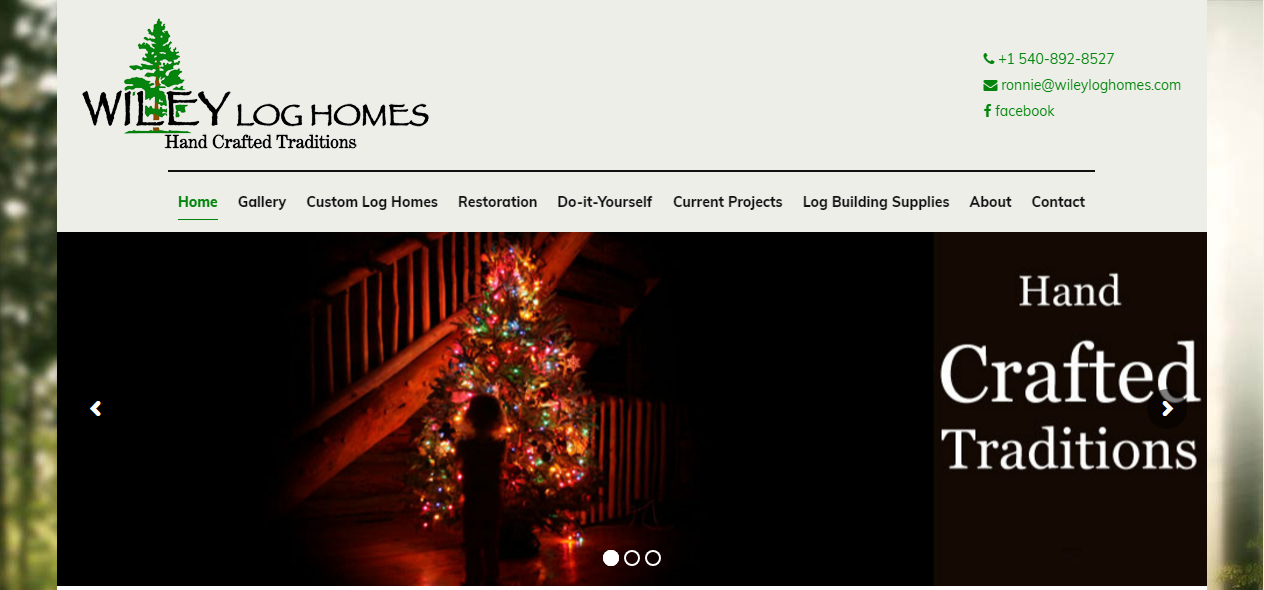 WILEY LOG HOMES
Hand Crafted Traditions
+1 540-892-8527
ronnie@wileyloghomes.com
facebook
Home Gallery Custom Log Homes Restoration Do-it-Yourself Current Projects Log Building Supplies About Contact
Hand
Crafted
Traditions